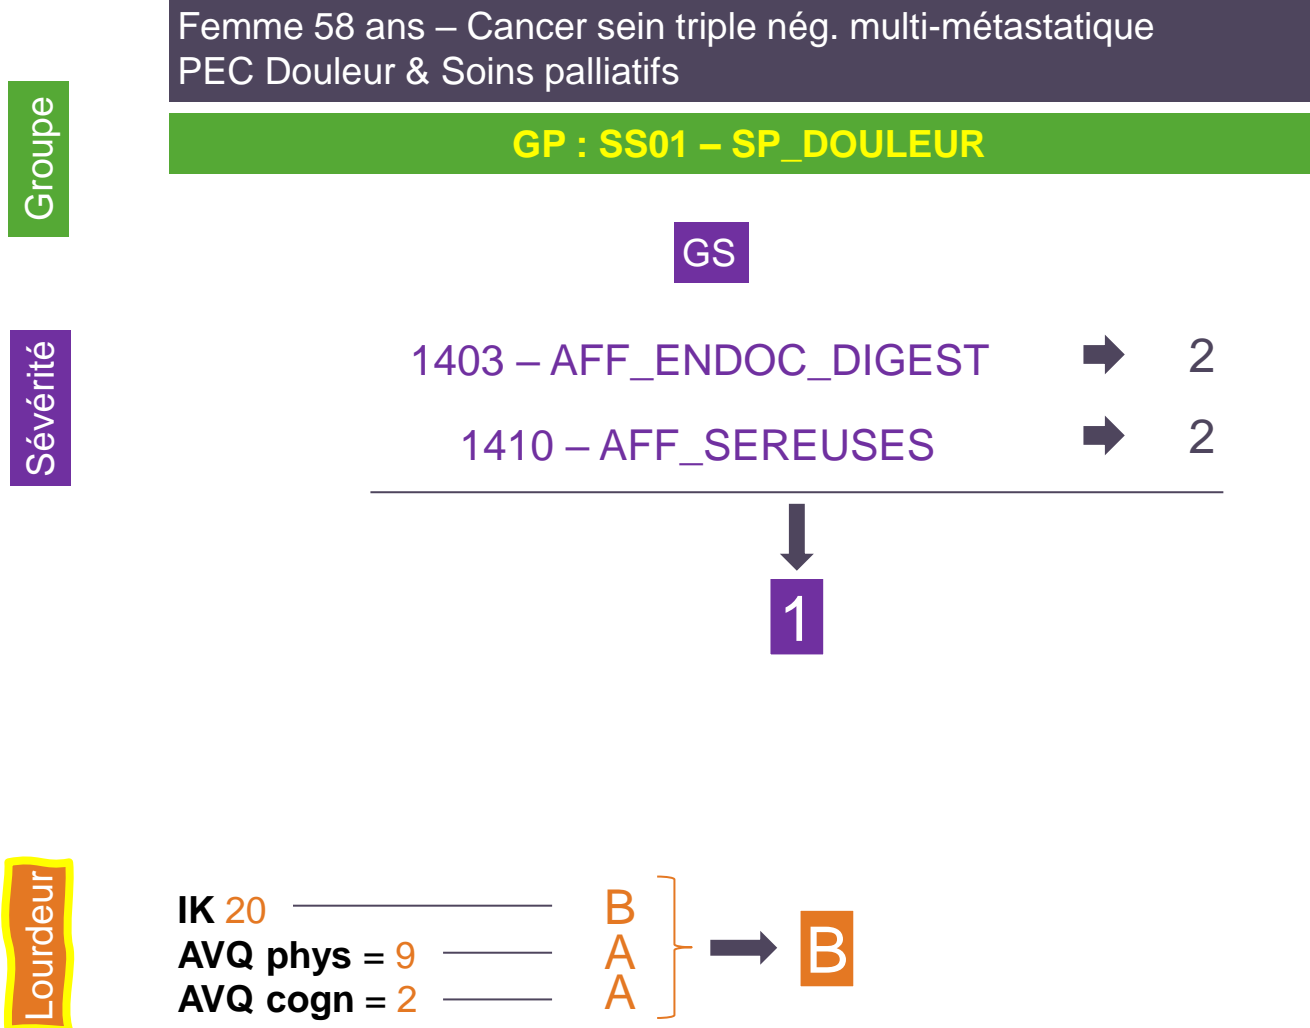 Femme 58 ans – Cancer sein triple nég. multi-métastatique
PEC Douleur & Soins palliatifs
Groupe
GP : SS01 – SP_DOULEUR
GS
Sévérité
1403 – AFF_ENDOC_DIGEST 2
1410 – AFF_SEREUSES 2
1
Lourdeur
IK 20 B
AVQ phys = 9 A
AVQ cogn = 2 A
B